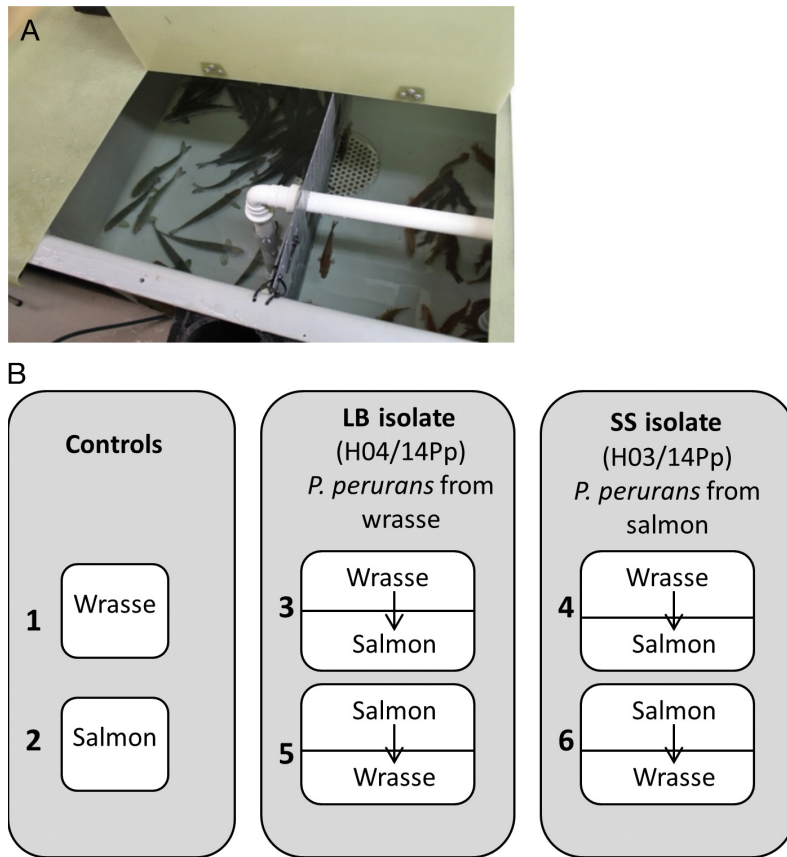 A
B
Controls
1
Wrasse
2
Salmon
LB isolate
(H04/14Pp)
P. perurans from
wrasse
3
Wrasse
Salmon
5
Salmon
Wrasse
SS isolate
(H03/14Pp)
P. perurans from
salmon
4
Wrasse
Salmon
6
Salmon
Wrasse